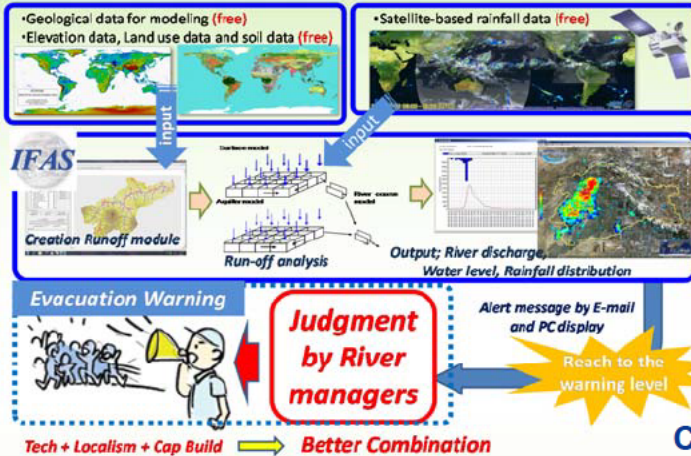 •Geological data for modeling (free)
•Elevation data, Land use data and soil data (free)
•Satellite-based rainfall data (free)
input
input
IFAS
Surface model
Aquifer model
River course model
Creation Runoff module
Run-off analysis
Output; River discharge,
Water level, Rainfall distribution
Evacuation Warning
Judgment
by River
managers
Alert message by E-mail
and PC display
Reach to the
warning level
Tech + Localism + Cap Build
Better Combination
C